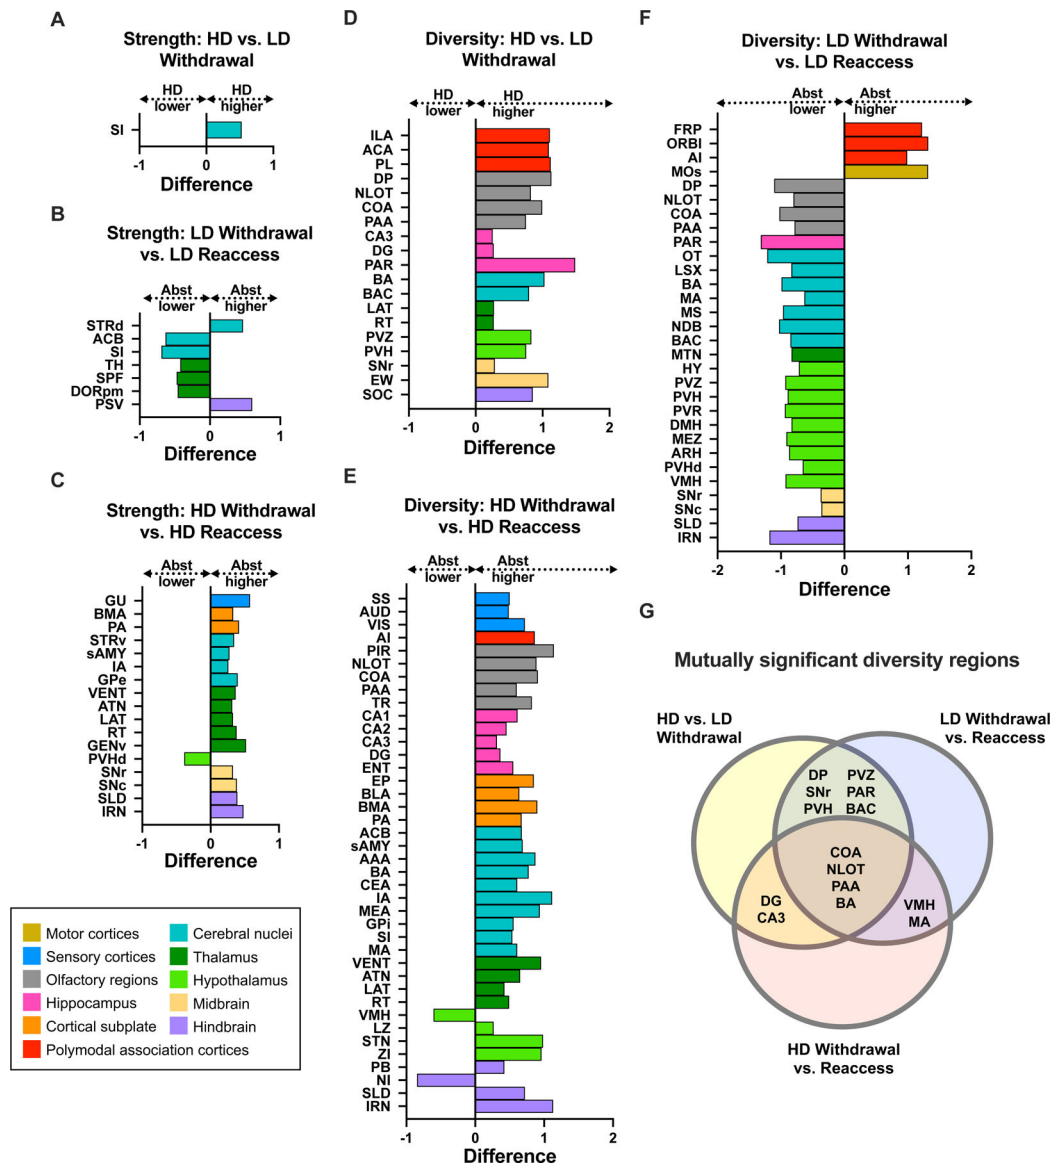 A
Strength: HD vs. LD
Withdrawal
HD
lower
HD
higher
SI
-1
0
1
Difference
B
Strength: LD Withdrawal
vs. LD Reaccess
Abst
lower
Abst
higher
STRd
ACB
SI
TH
SPF
DORpm
PSV
-1
0
1
Difference
C
Strength: HD Withdrawal
vs. HD Reaccess
Abst
lower
Abst
higher
GU
BMA
PA
STRv
sAMY
IA
GPe
VENT
ATN
LAT
RT
GENv
PVHd
SNr
SNc
SLD
IRN
-1
0
1
Difference
Motor cortices
Sensory cortices
Olfactory regions
Hippocampus
Cortical subplate
Polymodal association cortices
Cerebral nuclei
Thalamus
Hypothalamus
Midbrain
Hindbrain
D
Diversity: HD vs. LD
Withdrawal
HD
lower
HD
higher
ILA
ACA
PL
DP
NLOT
COA
PAA
CA3
DG
PAR
BA
BAC
LAT
RT
PVZ
PVH
SNr
EW
SOC
-1
0
1
2
Difference
E
Diversity: HD Withdrawal
vs. HD Reaccess
Abst
lower
Abst
higher
SS
AUD
VIS
AI
PIR
NLOT
COA
PAA
TR
CA1
CA2
CA3
DG
ENT
EP
BLA
BMA
PA
ACB
sAMY
AAA
BA
CEA
IA
MEA
GPi
SI
MA
VENT
ATN
LAT
RT
VMH
LZ
STN
ZI
PB
NI
SLD
IRN
-1
0
1
2
Difference
F
Diversity: LD Withdrawal
vs. LD Reaccess
Abst
lower
Abst
higher
FRP
ORBl
AI
MOs
DP
NLOT
COA
PAA
PAR
OT
LSX
BA
MA
MS
NDB
BAC
MTN
HY
PVZ
PVH
PVR
DMH
MEZ
ARH
PVHd
VMH
SNr
SNc
SLD
IRN
-2
-1
0
1
2
Difference
G
Mutually significant diversity regions
HD vs. LD
Withdrawal
LD Withdrawal
vs. Reaccess
DP PVZ
SNr PAR
PVH BAC
COA
NLOT
PAA
BA
DG
CA3
VMH
MA
HD Withdrawal
vs. Reaccess